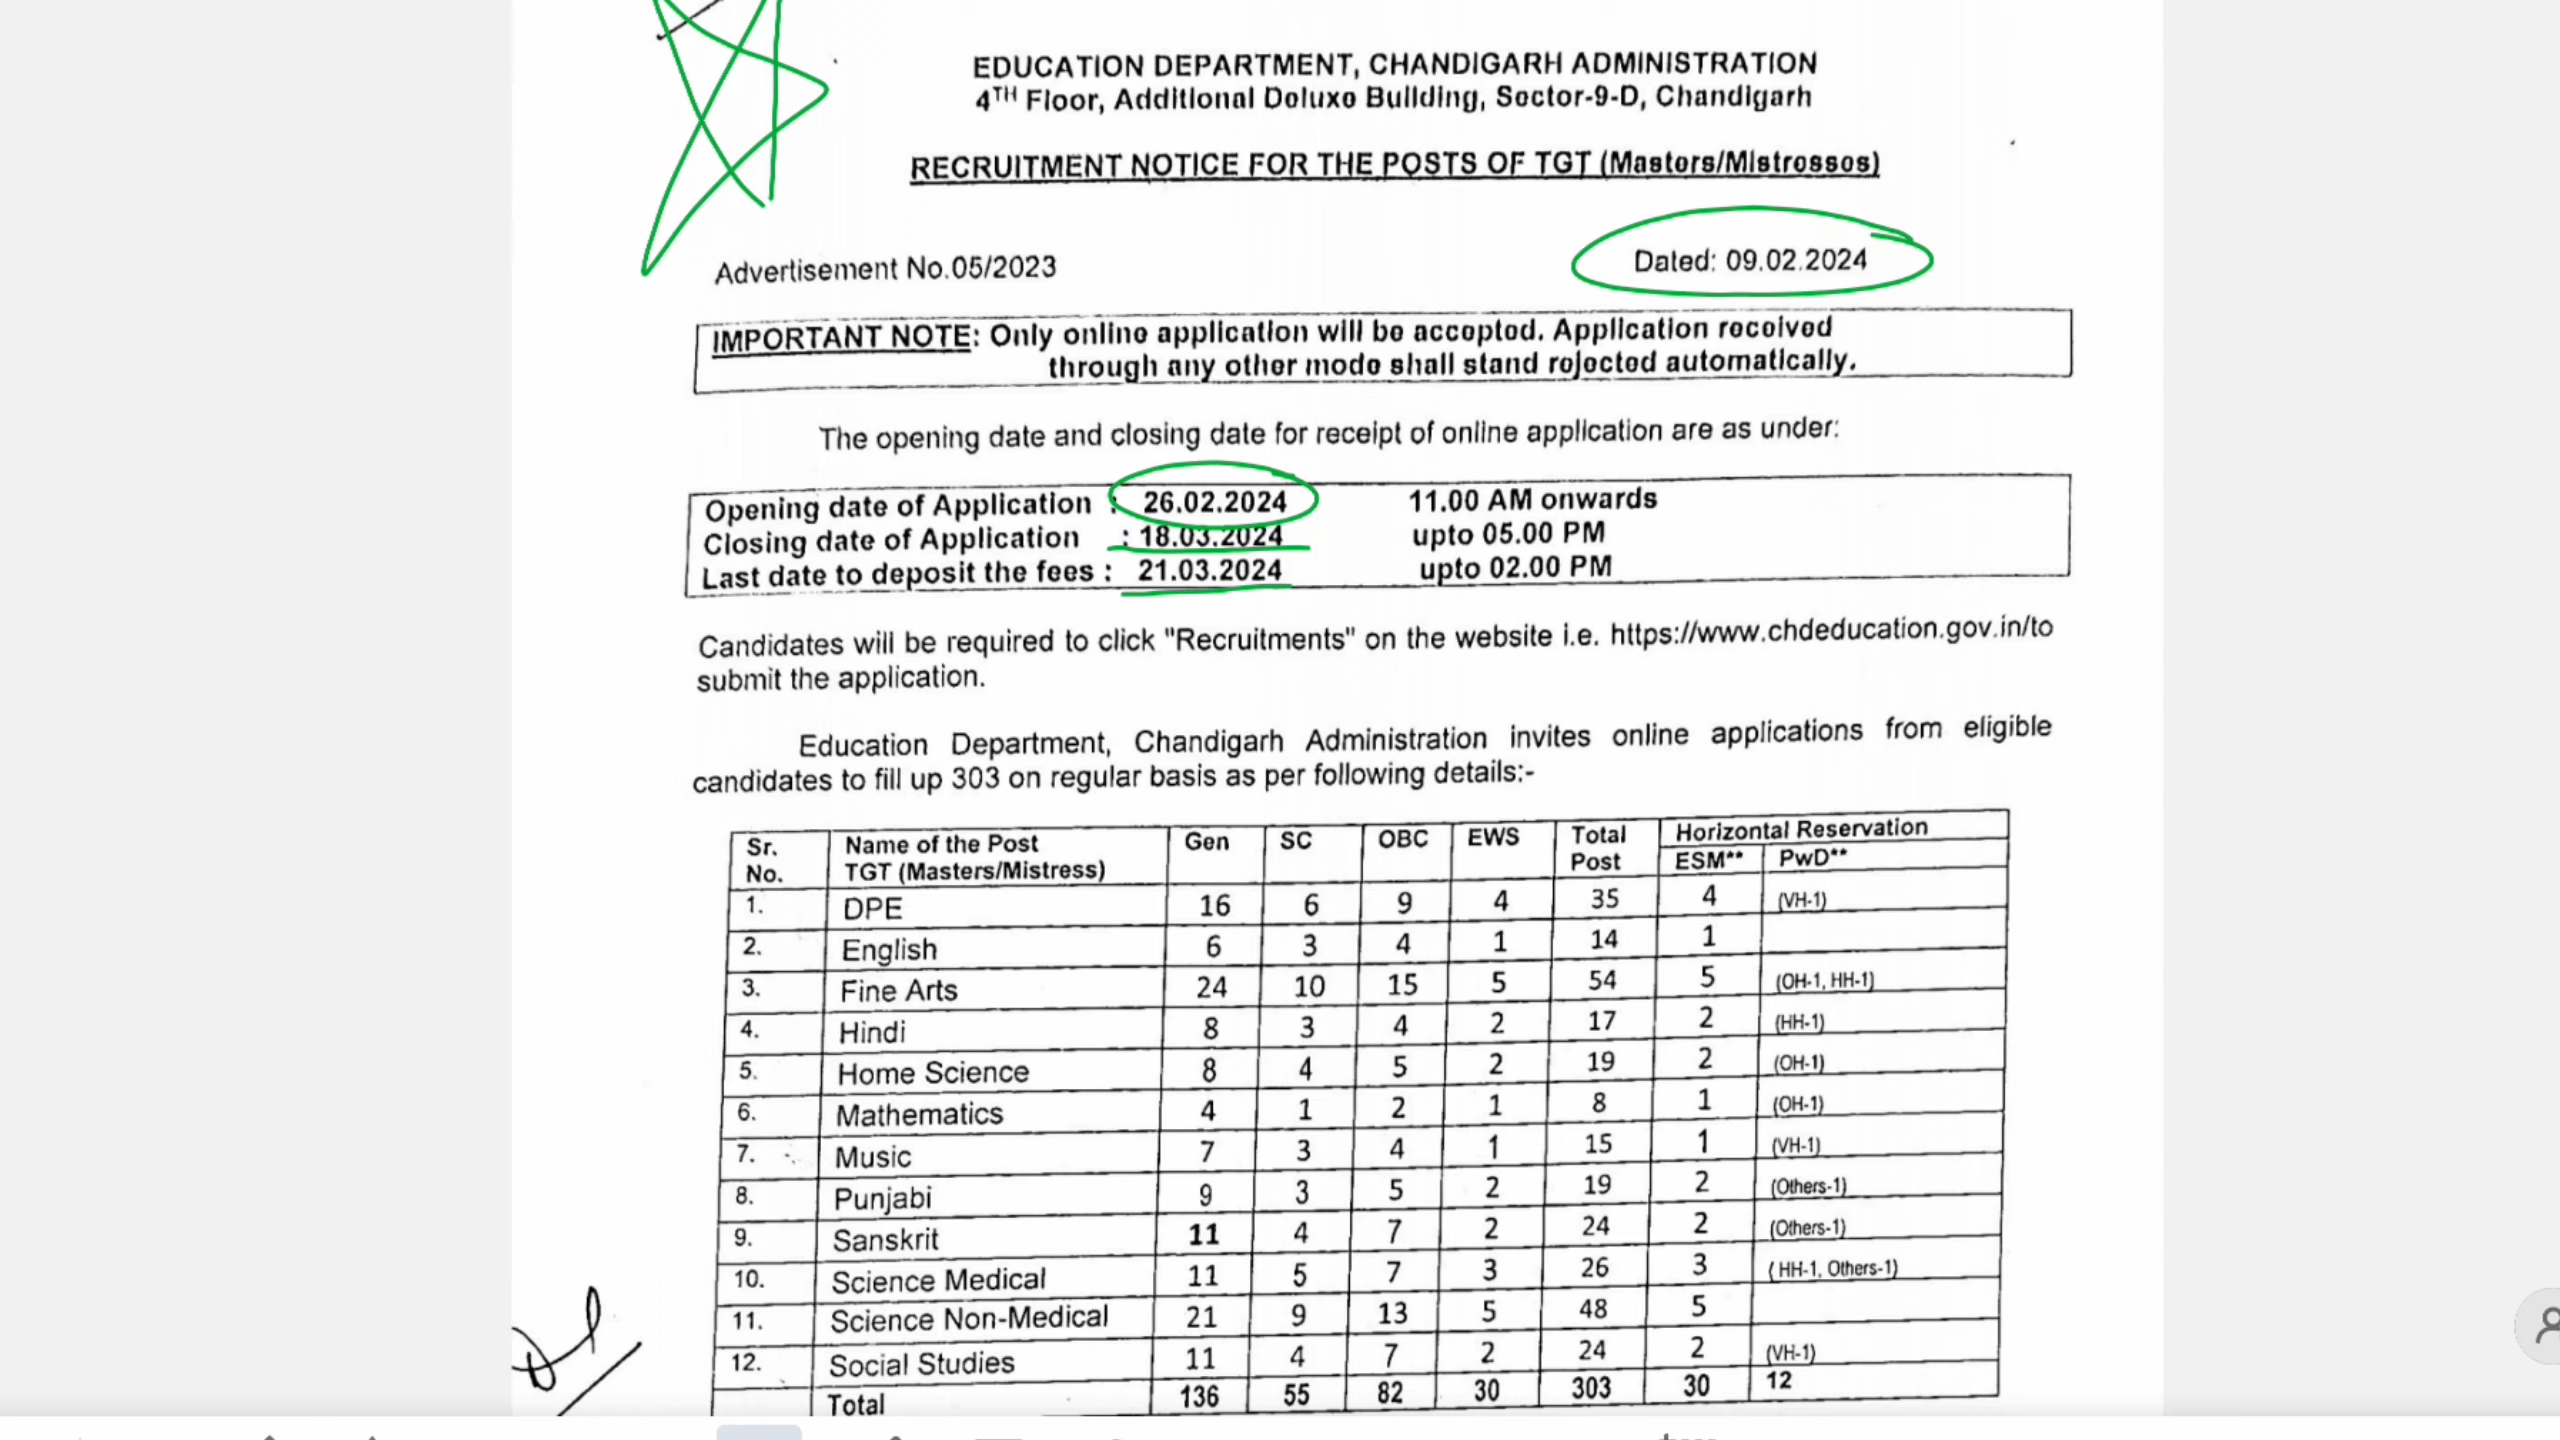 EDUCATION DEPARTMENT, CHANDIGARH ADMINISTRATION
4TH Floor, Additional Deluxe Building, Sector-9-D, Chandigarh
RECRUITMENT NOTICE FOR THE POSTS OF TGT (Masters/Mistresses)
Advertisement No.05/2023 Dated: 09.02.2024
IMPORTANT NOTE: Only online application will be accepted. Application received
through any other mode shall stand rejected automatically.
The opening date and closing date for receipt of online application are as under:
Opening date of Application : 26.02.2024 11.00 AM onwards
Closing date of Application : 18.03.2024 upto 05.00 PM
Last date to deposit the fees : 21.03.2024 upto 02.00 PM
Candidates will be required to click "Recruitments" on the website i.e. https://www.chdeducation.gov.in/to
submit the application.
Education Department, Chandigarh Administration invites online applications from eligible
candidates to fill up 303 on regular basis as per following details:-
Sr. Name of the Post Gen SC OBC EWS Total Horizontal Reservation
No. TGT (Masters/Mistress) Post ESM** PwD**
1. DPE 16 6 9 4 35 4 (VH-1)
2. English 6 3 4 1 14 1
3. Fine Arts 24 10 15 5 54 5 (OH-1, HH-1)
4. Hindi 8 3 4 2 17 2 (HH-1)
5. Home Science 8 4 5 2 19 2 (OH-1)
6. Mathematics 4 1 2 1 8 1 (OH-1)
7. Music 7 3 4 1 15 1 (VH-1)
8. Punjabi 9 3 5 2 19 2 (Others-1)
9. Sanskrit 11 4 7 2 24 2 (Others-1)
10. Science Medical 11 5 7 3 26 3 ( HH-1, Others-1)
11. Science Non-Medical 21 9 13 5 48 5
12. Social Studies 11 4 7 2 24 2 (VH-1)
Total 136 55 82 30 303 30 12